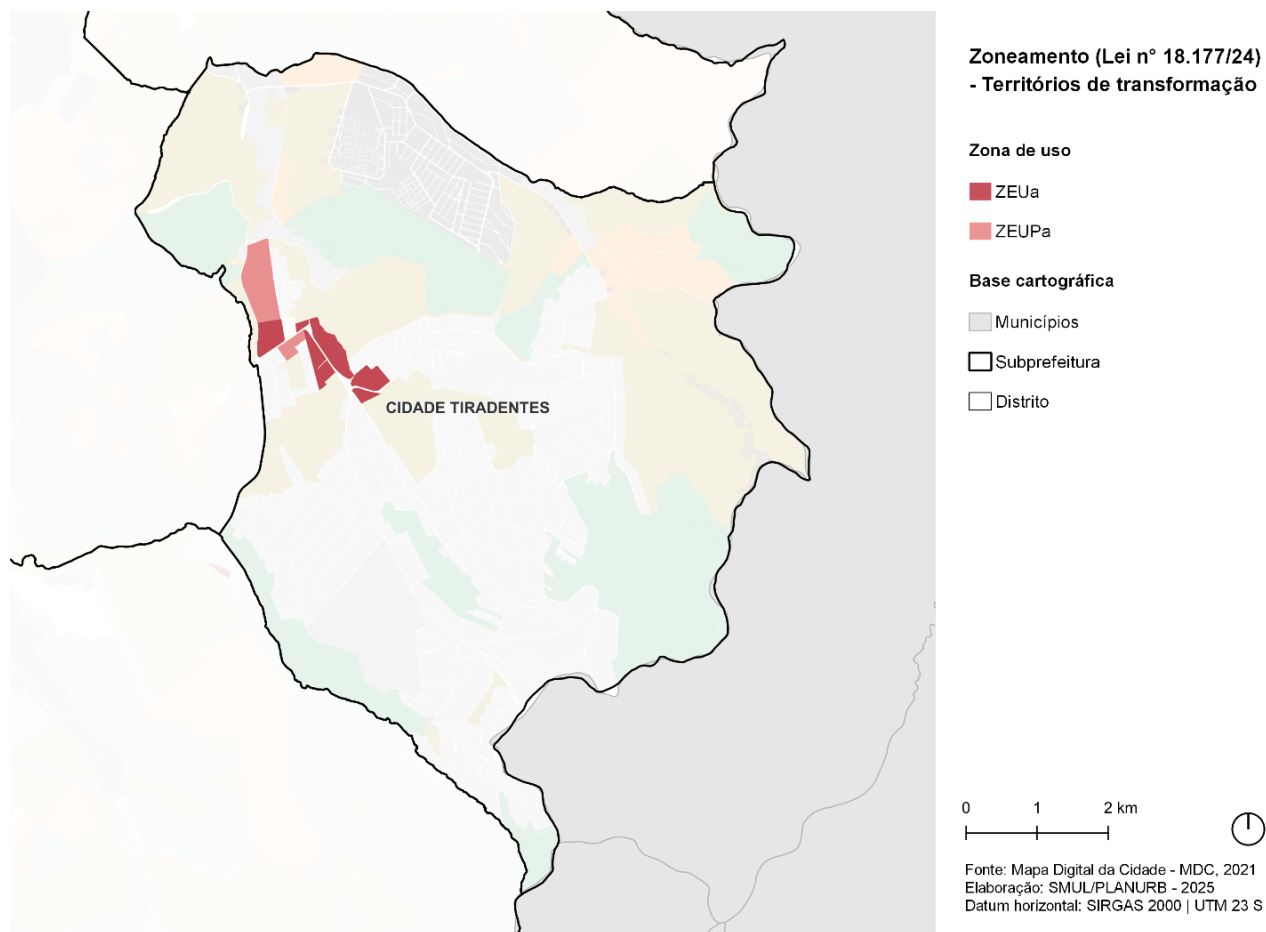 Zoneamento (Lei n° 18.177/24)
- Territórios de transformação
Zona de uso
ZEUa
ZEUPa
Base cartográfica
Municípios
Subprefeitura
Distrito
CIDADE TIRADENTES
0 1 2 km
Fonte: Mapa Digital da Cidade - MDC, 2021
Elaboração: SMUL/PLANURB - 2025
Datum horizontal: SIRGAS 2000 | UTM 23 S